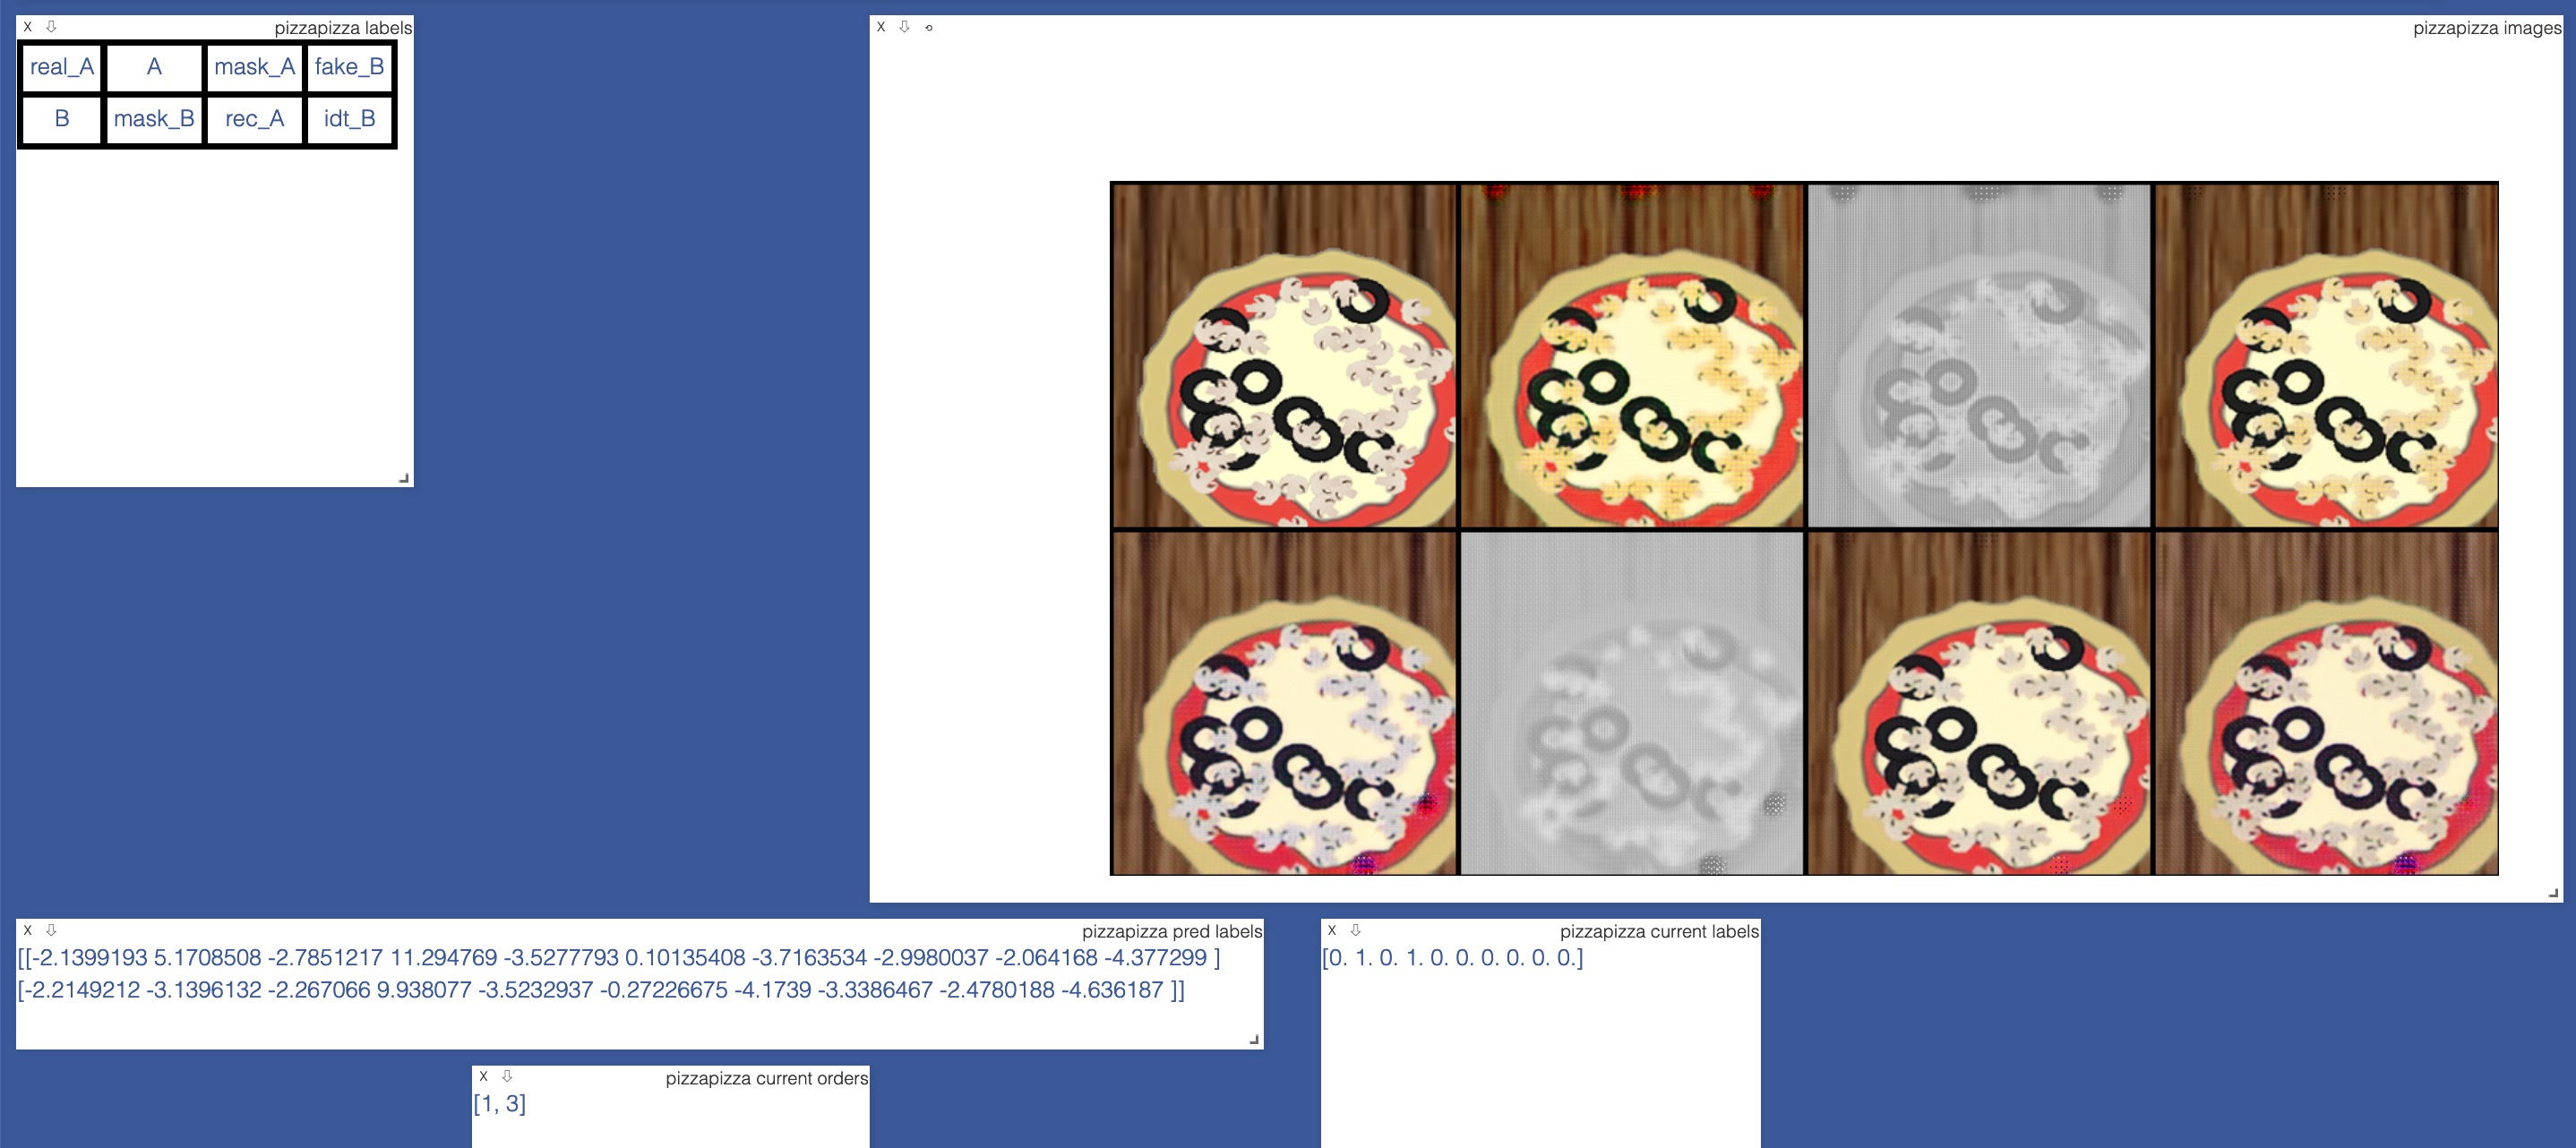 X ⇩ pizzapizza labels
real_A A mask_A fake_B
B mask_B rec_A idt_B
X ⇩ ⟲ pizzapizza images
X ⇩ pizzapizza pred labels
[[-2.1399193 5.1708508 -2.7851217 11.294769 -3.5277793 0.10135408 -3.7163534 -2.9980037 -2.064168 -4.377299 ]
[-2.2149212 -3.1396132 -2.267066 9.938077 -3.5232937 -0.27226675 -4.1739 -3.3386467 -2.4780188 -4.636187 ]]
X ⇩ pizzapizza current labels
[0. 1. 0. 1. 0. 0. 0. 0. 0. 0.]
X ⇩ pizzapizza current orders
[1, 3]